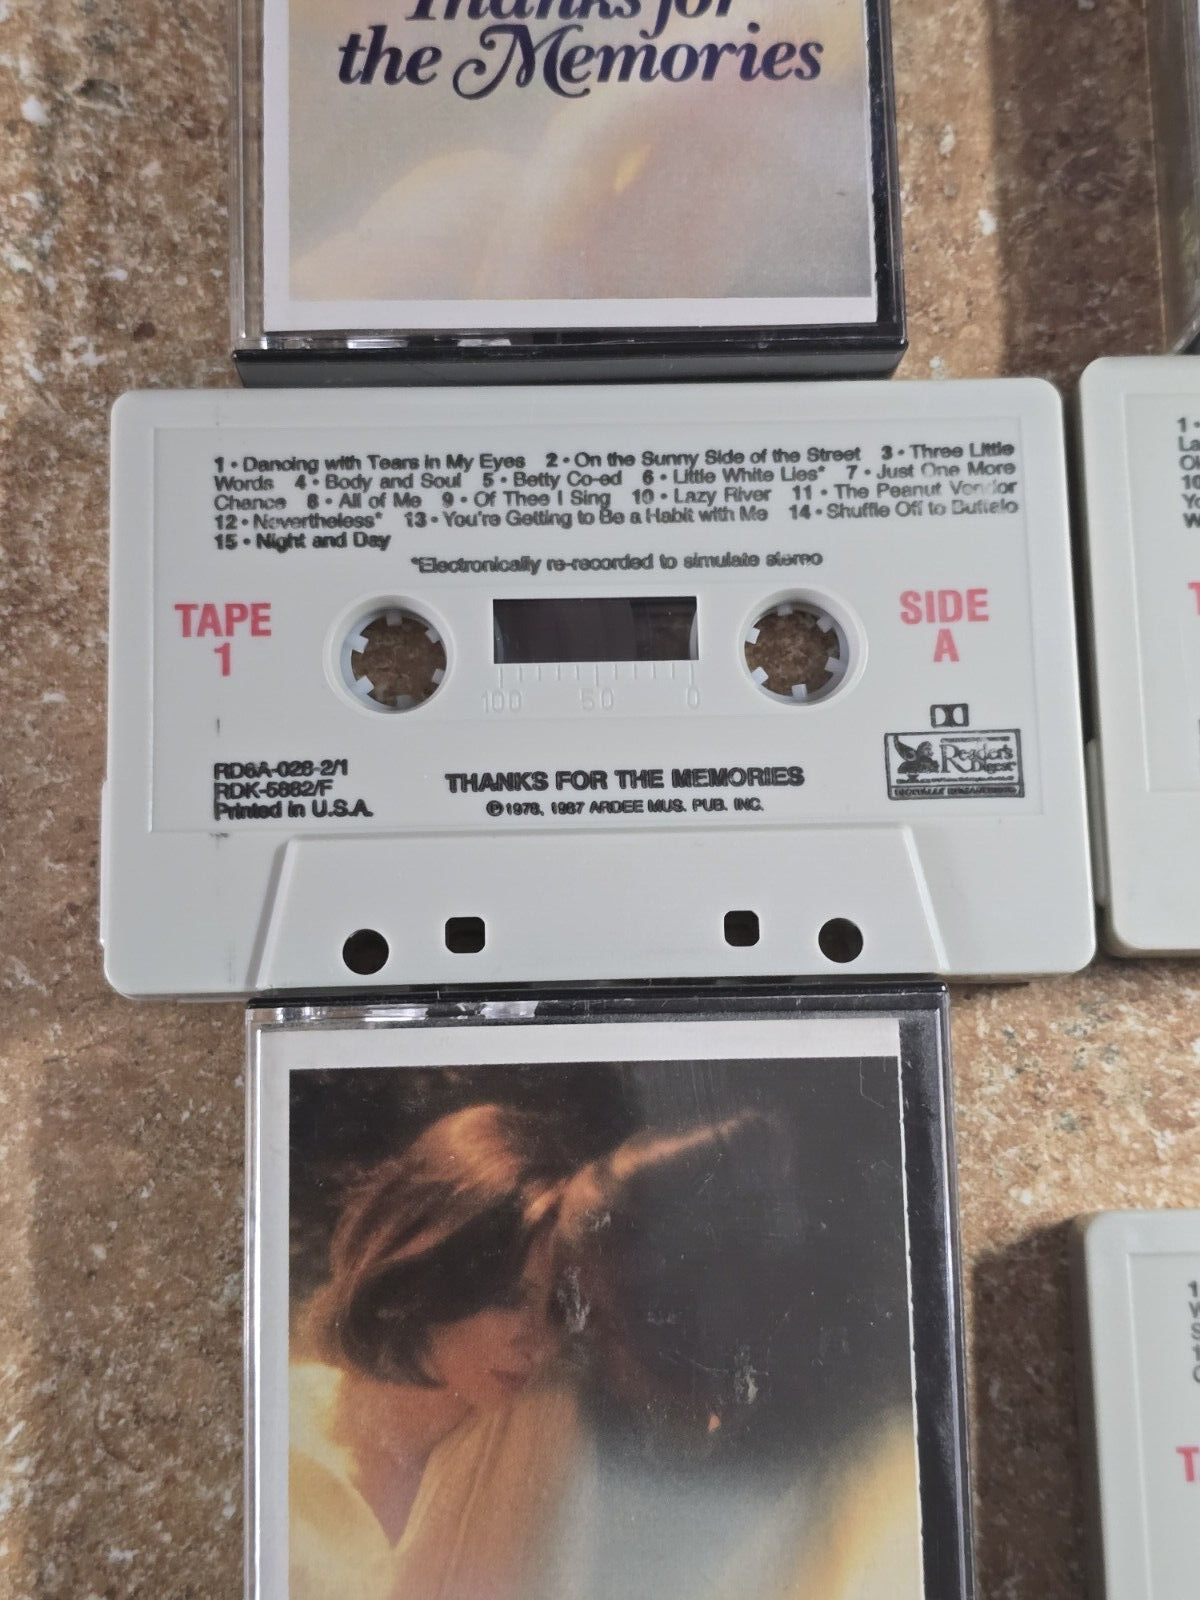 Thanks for
the Memories
1 • Dancing with Tears in My Eyes 2 • On the Sunny Side of the Street 3 • Three Little
Words 4 • Body and Soul 5 • Betty Co-ed 6 • Little White Lies* 7 • Just One More
Chance 8 • All of Me 9 • Of Thee I Sing 10 • Lazy River 11 • The Peanut Vendor
12 • Nevertheless* 13 • You're Getting to Be a Habit with Me 14 • Shuffle Off to Buffalo
15 • Night and Day
*Electronically re-recorded to simulate stereo
TAPE
1
SIDE
A
100 50 0
RD6A-028-2/1
RDK-5882/F
Printed in U.S.A.
THANKS FOR THE MEMORIES
℗ 1978, 1987 ARDEE MUS. PUB. INC.
Reader's
Digest